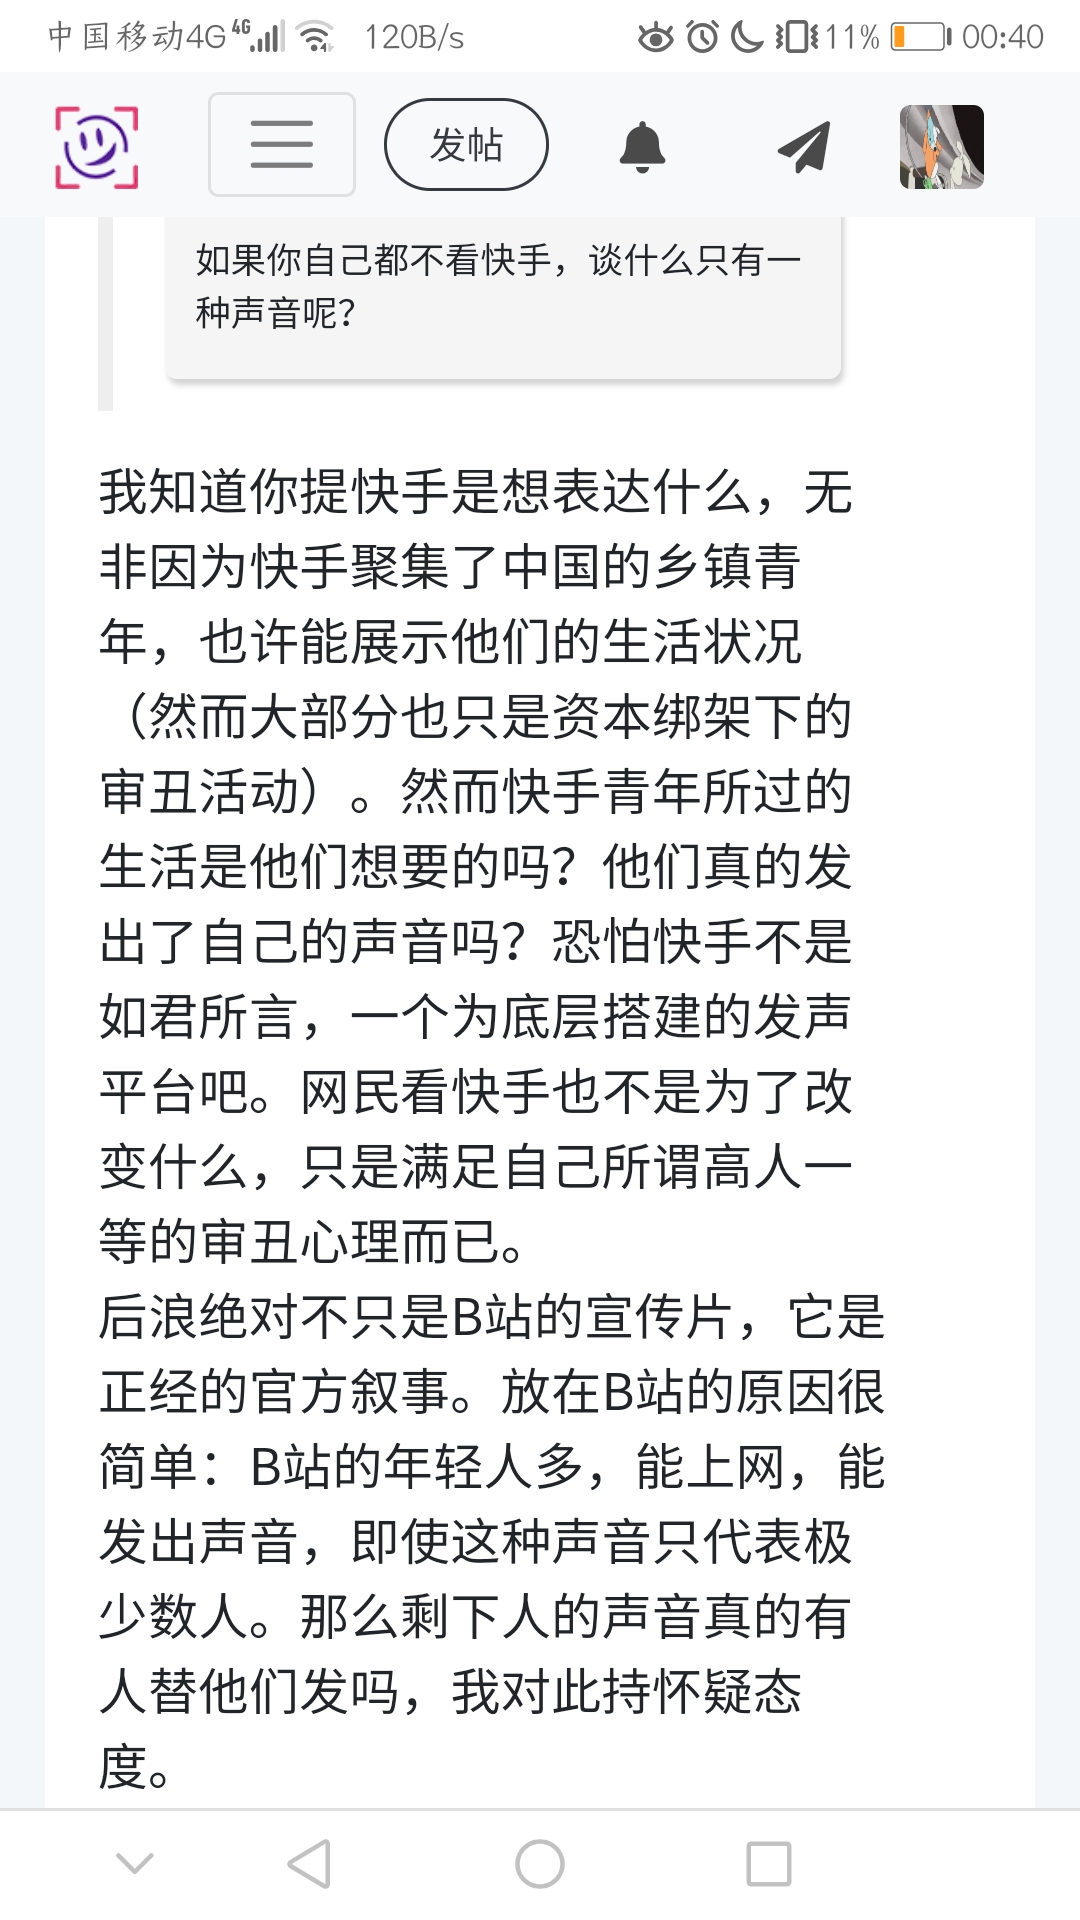 中国移动4G 4G 120B/s 11% 00:40
发帖
如果你自己都不看快手，谈什么只有一
种声音呢？
我知道你提快手是想表达什么，无
非因为快手聚集了中国的乡镇青
年，也许能展示他们的生活状况
（然而大部分也只是资本绑架下的
审丑活动）。然而快手青年所过的
生活是他们想要的吗？他们真的发
出了自己的声音吗？恐怕快手不是
如君所言，一个为底层搭建的发声
平台吧。网民看快手也不是为了改
变什么，只是满足自己所谓高人一
等的审丑心理而已。
后浪绝对不只是B站的宣传片，它是
正经的官方叙事。放在B站的原因很
简单：B站的年轻人多，能上网，能
发出声音，即使这种声音只代表极
少数人。那么剩下人的声音真的有
人替他们发吗，我对此持怀疑态
度。